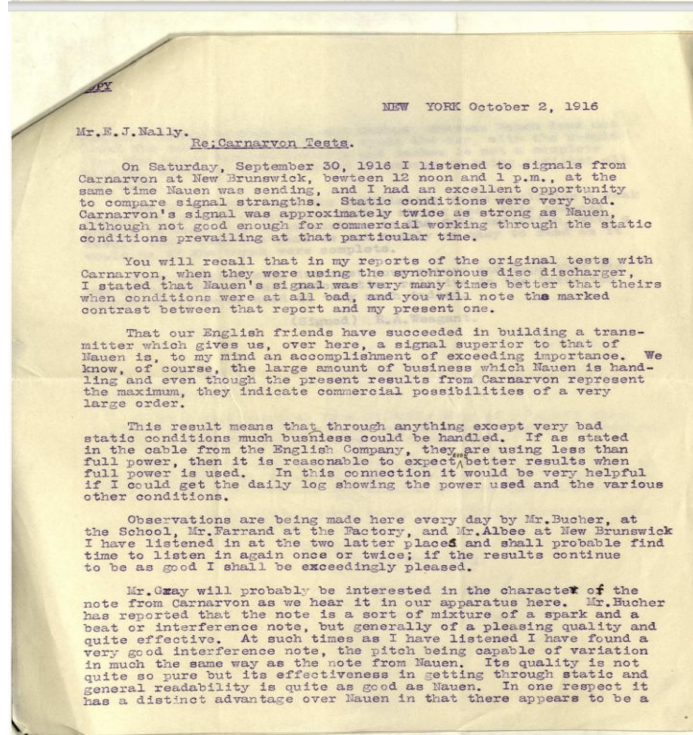 OPY
NEW YORK October 2, 1916
Mr.E.J.Nally.
Re:Carnarvon Tests.
On Saturday, September 30, 1916 I listened to signals from
Carnarvon at New Brunswick, bewteen 12 noon and 1 p.m., at the
same time Nauen was sending, and I had an excellent opportunity
to compare signal strangths. Static conditions were very bad.
Carnarvon's signal was approximately twice as strong as Nauen,
although not good enough for commercial working through the static
conditions prevailing at that particular time.
You will recall that in my reports of the original tests with
Carnarvon, when they were using the synchronous disc discharger,
I stated that Nauen's signal was very many times better that theirs
when conditions were at all bad, and you will note the marked
contrast between that report and my present one.
That our English friends have succeeded in building a trans-
mitter which gives us, over here, a signal superior to that of
Nauen is, to my mind an accomplishment of exceeding importance. We
know, of course, the large amount of business which Nauen is hand-
ling and even though the present results from Carnarvon represent
the maximum, they indicate commercial possibilities of a very
large order.
This result means that through anything except very bad
static conditions much busniess could be handled. If as stated
in the cable from the English Company, they are using less than
full power, then it is reasonable to expect better results when
full power is used. In this connection it would be very helpful
if I could get the daily log showing the power used and the various
other conditions.
Observations are being made here every day by Mr.Bucher, at
the School, Mr.Farrand at the Factory, and Mr.Albee at New Brunswick
I have listened in at the two latter places and shall probably find
time to listen in again once or twice; if the results continue
to be as good I shall be exceedingly pleased.
Mr.Gray will probably be interested in the character of the
note from Carnarvon as we hear it in our apparatus here. Mr.Bucher
has reported that the note is a sort of mixture of a spark and a
beat or interference note, but generally of a pleasing quality and
quite effective. At such times as I have listened I have found a
very good interference note, the pitch being capable of variation
in much the same way as the note from Nauen. Its quality is not
quite so pure but its effectiveness in getting through static and
general readability is quite as good as Nauen. In one respect it
has a distinct advantage over Nauen in that there appears to be a